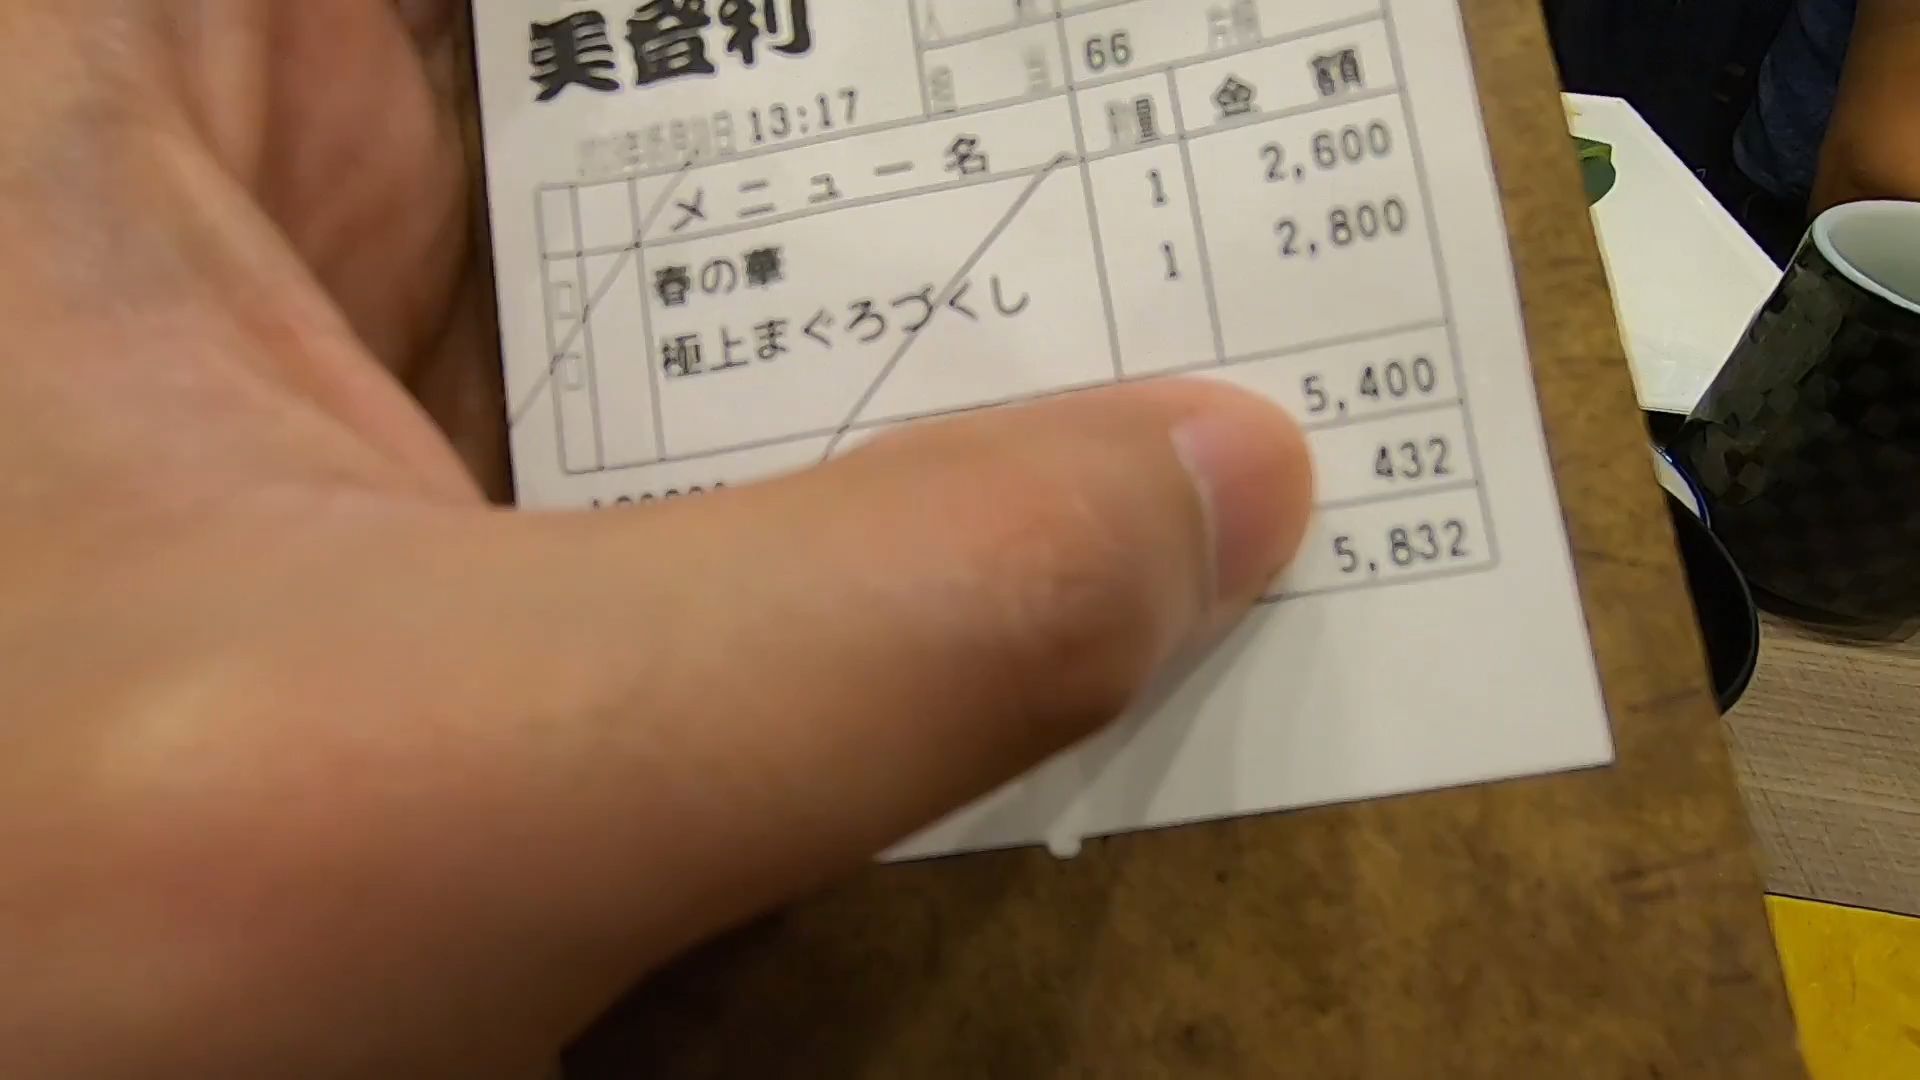 美登利
66
13:17
メニュー名 数量 金額
春の華 1 2,600
極上まぐろづくし 1 2,800
5,400
432
5,832